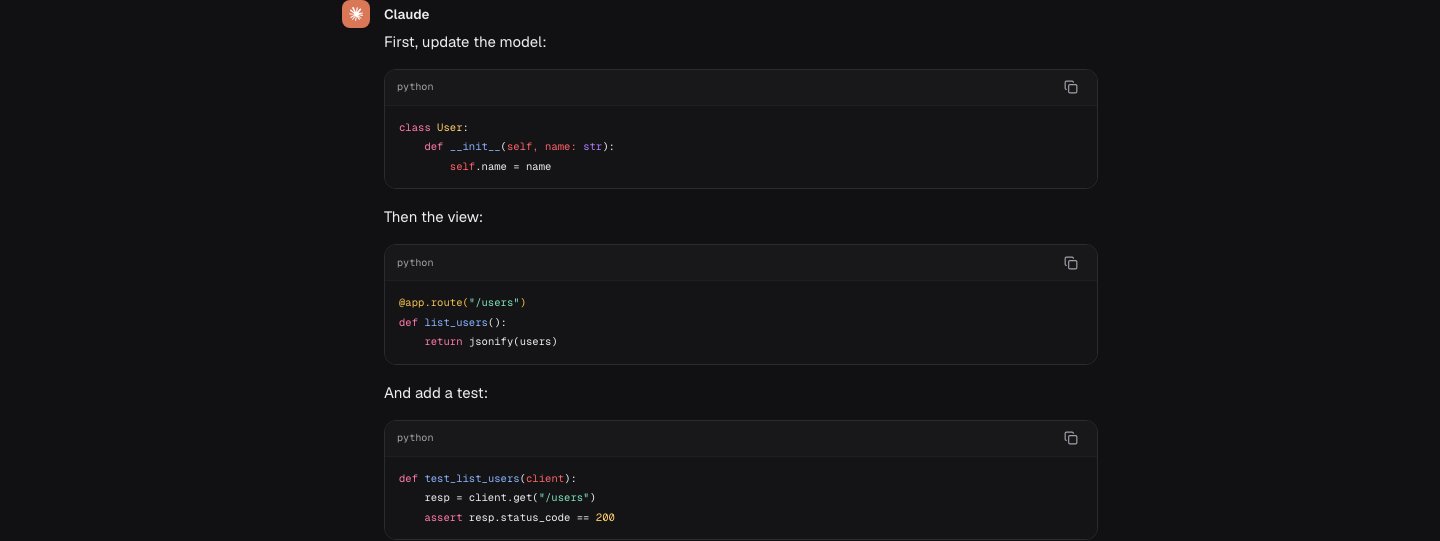 Claude
First, update the model:
python
class User:
    def __init__(self, name: str):
        self.name = name
Then the view:
python
@app.route("/users")
def list_users():
    return jsonify(users)
And add a test:
python
def test_list_users(client):
    resp = client.get("/users")
    assert resp.status_code == 200